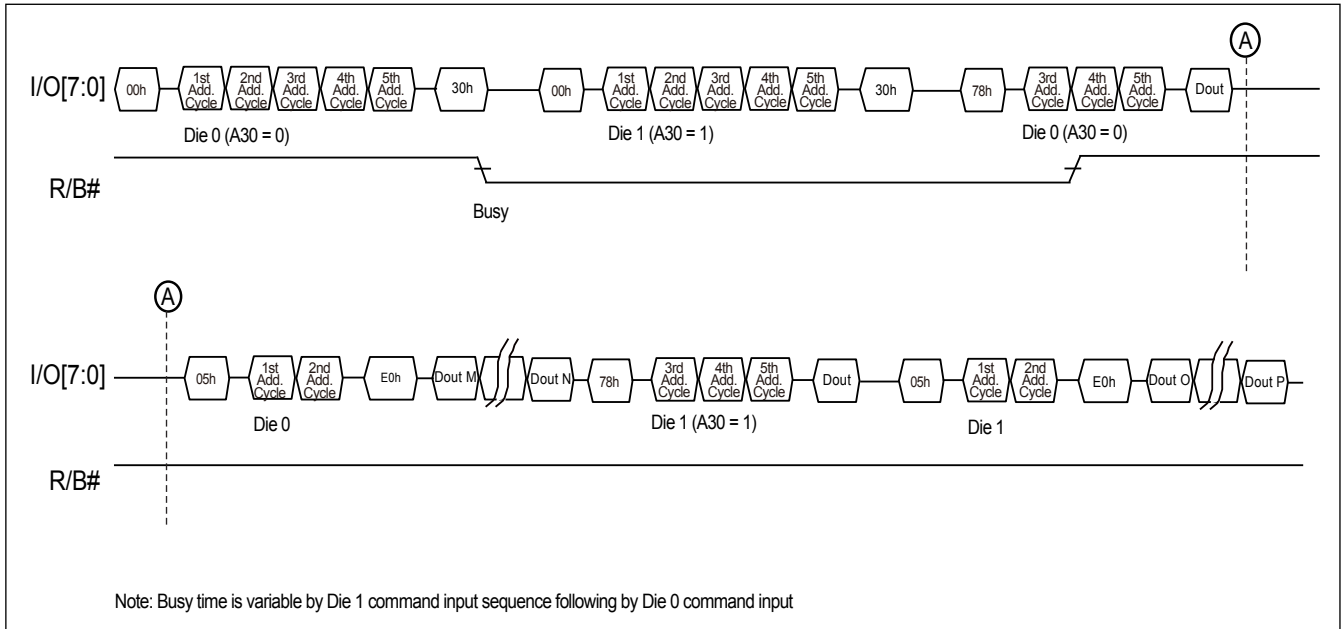 A
I/O[7:0] 00h 1st Add. Cycle 2nd Add. Cycle 3rd Add. Cycle 4th Add. Cycle 5th Add. Cycle 30h 00h 1st Add. Cycle 2nd Add. Cycle 3rd Add. Cycle 4th Add. Cycle 5th Add. Cycle 30h 78h 3rd Add. Cycle 4th Add. Cycle 5th Add. Cycle Dout
Die 0 (A30 = 0) Die 1 (A30 = 1) Die 0 (A30 = 0)
R/B#
Busy
A
I/O[7:0] 05h 1st Add. Cycle 2nd Add. Cycle E0h Dout M Dout N 78h 3rd Add. Cycle 4th Add. Cycle 5th Add. Cycle Dout 05h 1st Add. Cycle 2nd Add. Cycle E0h Dout O Dout P
Die 0 Die 1 (A30 = 1) Die 1
R/B#
Note: Busy time is variable by Die 1 command input sequence following by Die 0 command input